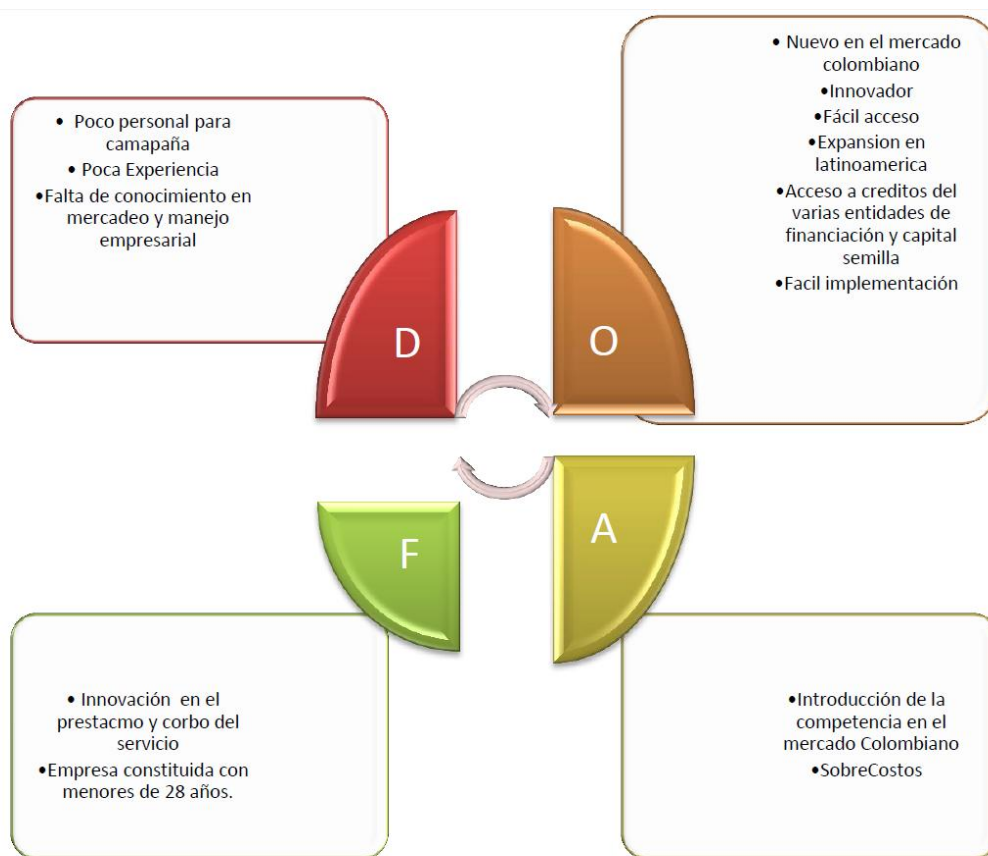 • Poco personal para
camapaña
•Poca Experiencia
•Falta de conocimiento en
mercadeo y manejo
empresarial
D
• Nuevo en el mercado
colombiano
•Innovador
•Fácil acceso
•Expansion en
latinoamerica
•Acceso a creditos del
varias entidades de
financiación y capital
semilla
•Facil implementación
O
F
• Innovación en el
prestacmo y corbo del
servicio
•Empresa constituida con
menores de 28 años.
A
•Introducción de la
competencia en el
mercado Colombiano
•SobreCostos